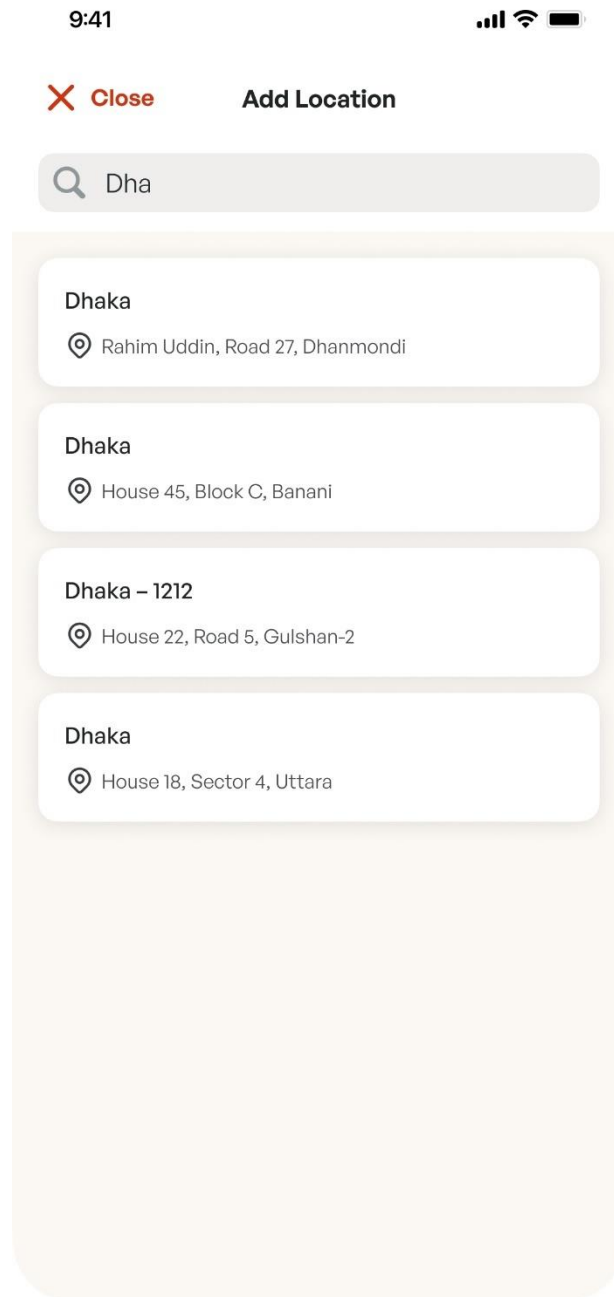 9:41
Close
Add Location
Dha
Dhaka
Rahim Uddin, Road 27, Dhanmondi
Dhaka
House 45, Block C, Banani
Dhaka – 1212
House 22, Road 5, Gulshan-2
Dhaka
House 18, Sector 4, Uttara